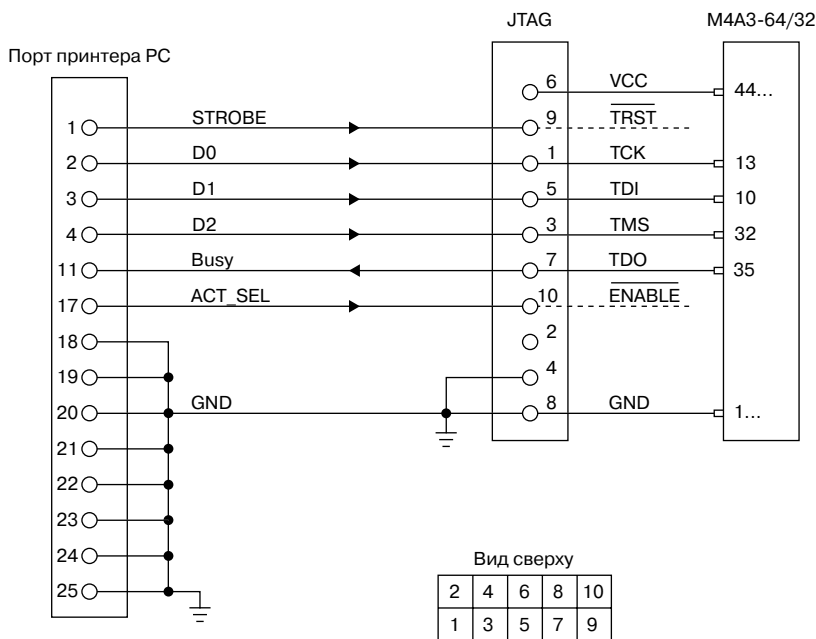 JTAG M4A3-64/32
Порт принтера PC
6 VCC 44...
1 STROBE 9 TRST
2 D0 1 TCK 13
3 D1 5 TDI 10
4 D2 3 TMS 32
11 Busy 7 TDO 35
17 ACT_SEL 10 ENABLE
18 2
19 4
20 GND 8 GND 1...
21
22
23
24
25
Вид сверху
2 4 6 8 10
1 3 5 7 9